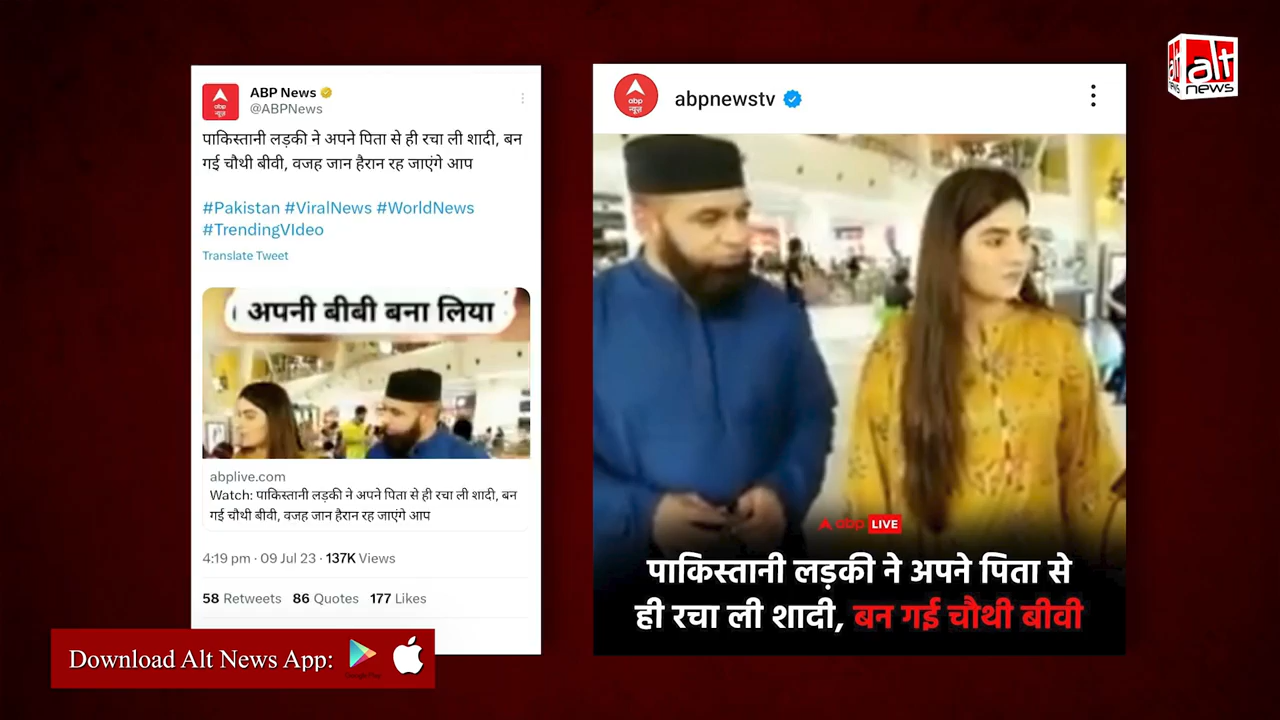 alt
news
ABP News
@ABPNews
पाकिस्तानी लड़की ने अपने पिता से ही रचा ली शादी, बन
गई चौथी बीवी, वजह जान हैरान रह जाएंगे आप
#Pakistan #ViralNews #WorldNews
#TrendingVIdeo
Translate Tweet
अपनी बीबी बना लिया
abplive.com
Watch: पाकिस्तानी लड़की ने अपने पिता से ही रचा ली शादी, बन
गई चौथी बीवी, वजह जान हैरान रह जाएंगे आप
4:19 pm · 09 Jul 23 · 137K Views
58 Retweets 86 Quotes 177 Likes
abp
न्यूज़
abpnewstv
abp LIVE
पाकिस्तानी लड़की ने अपने पिता से
ही रचा ली शादी, बन गई चौथी बीवी
Download Alt News App:
Google Play